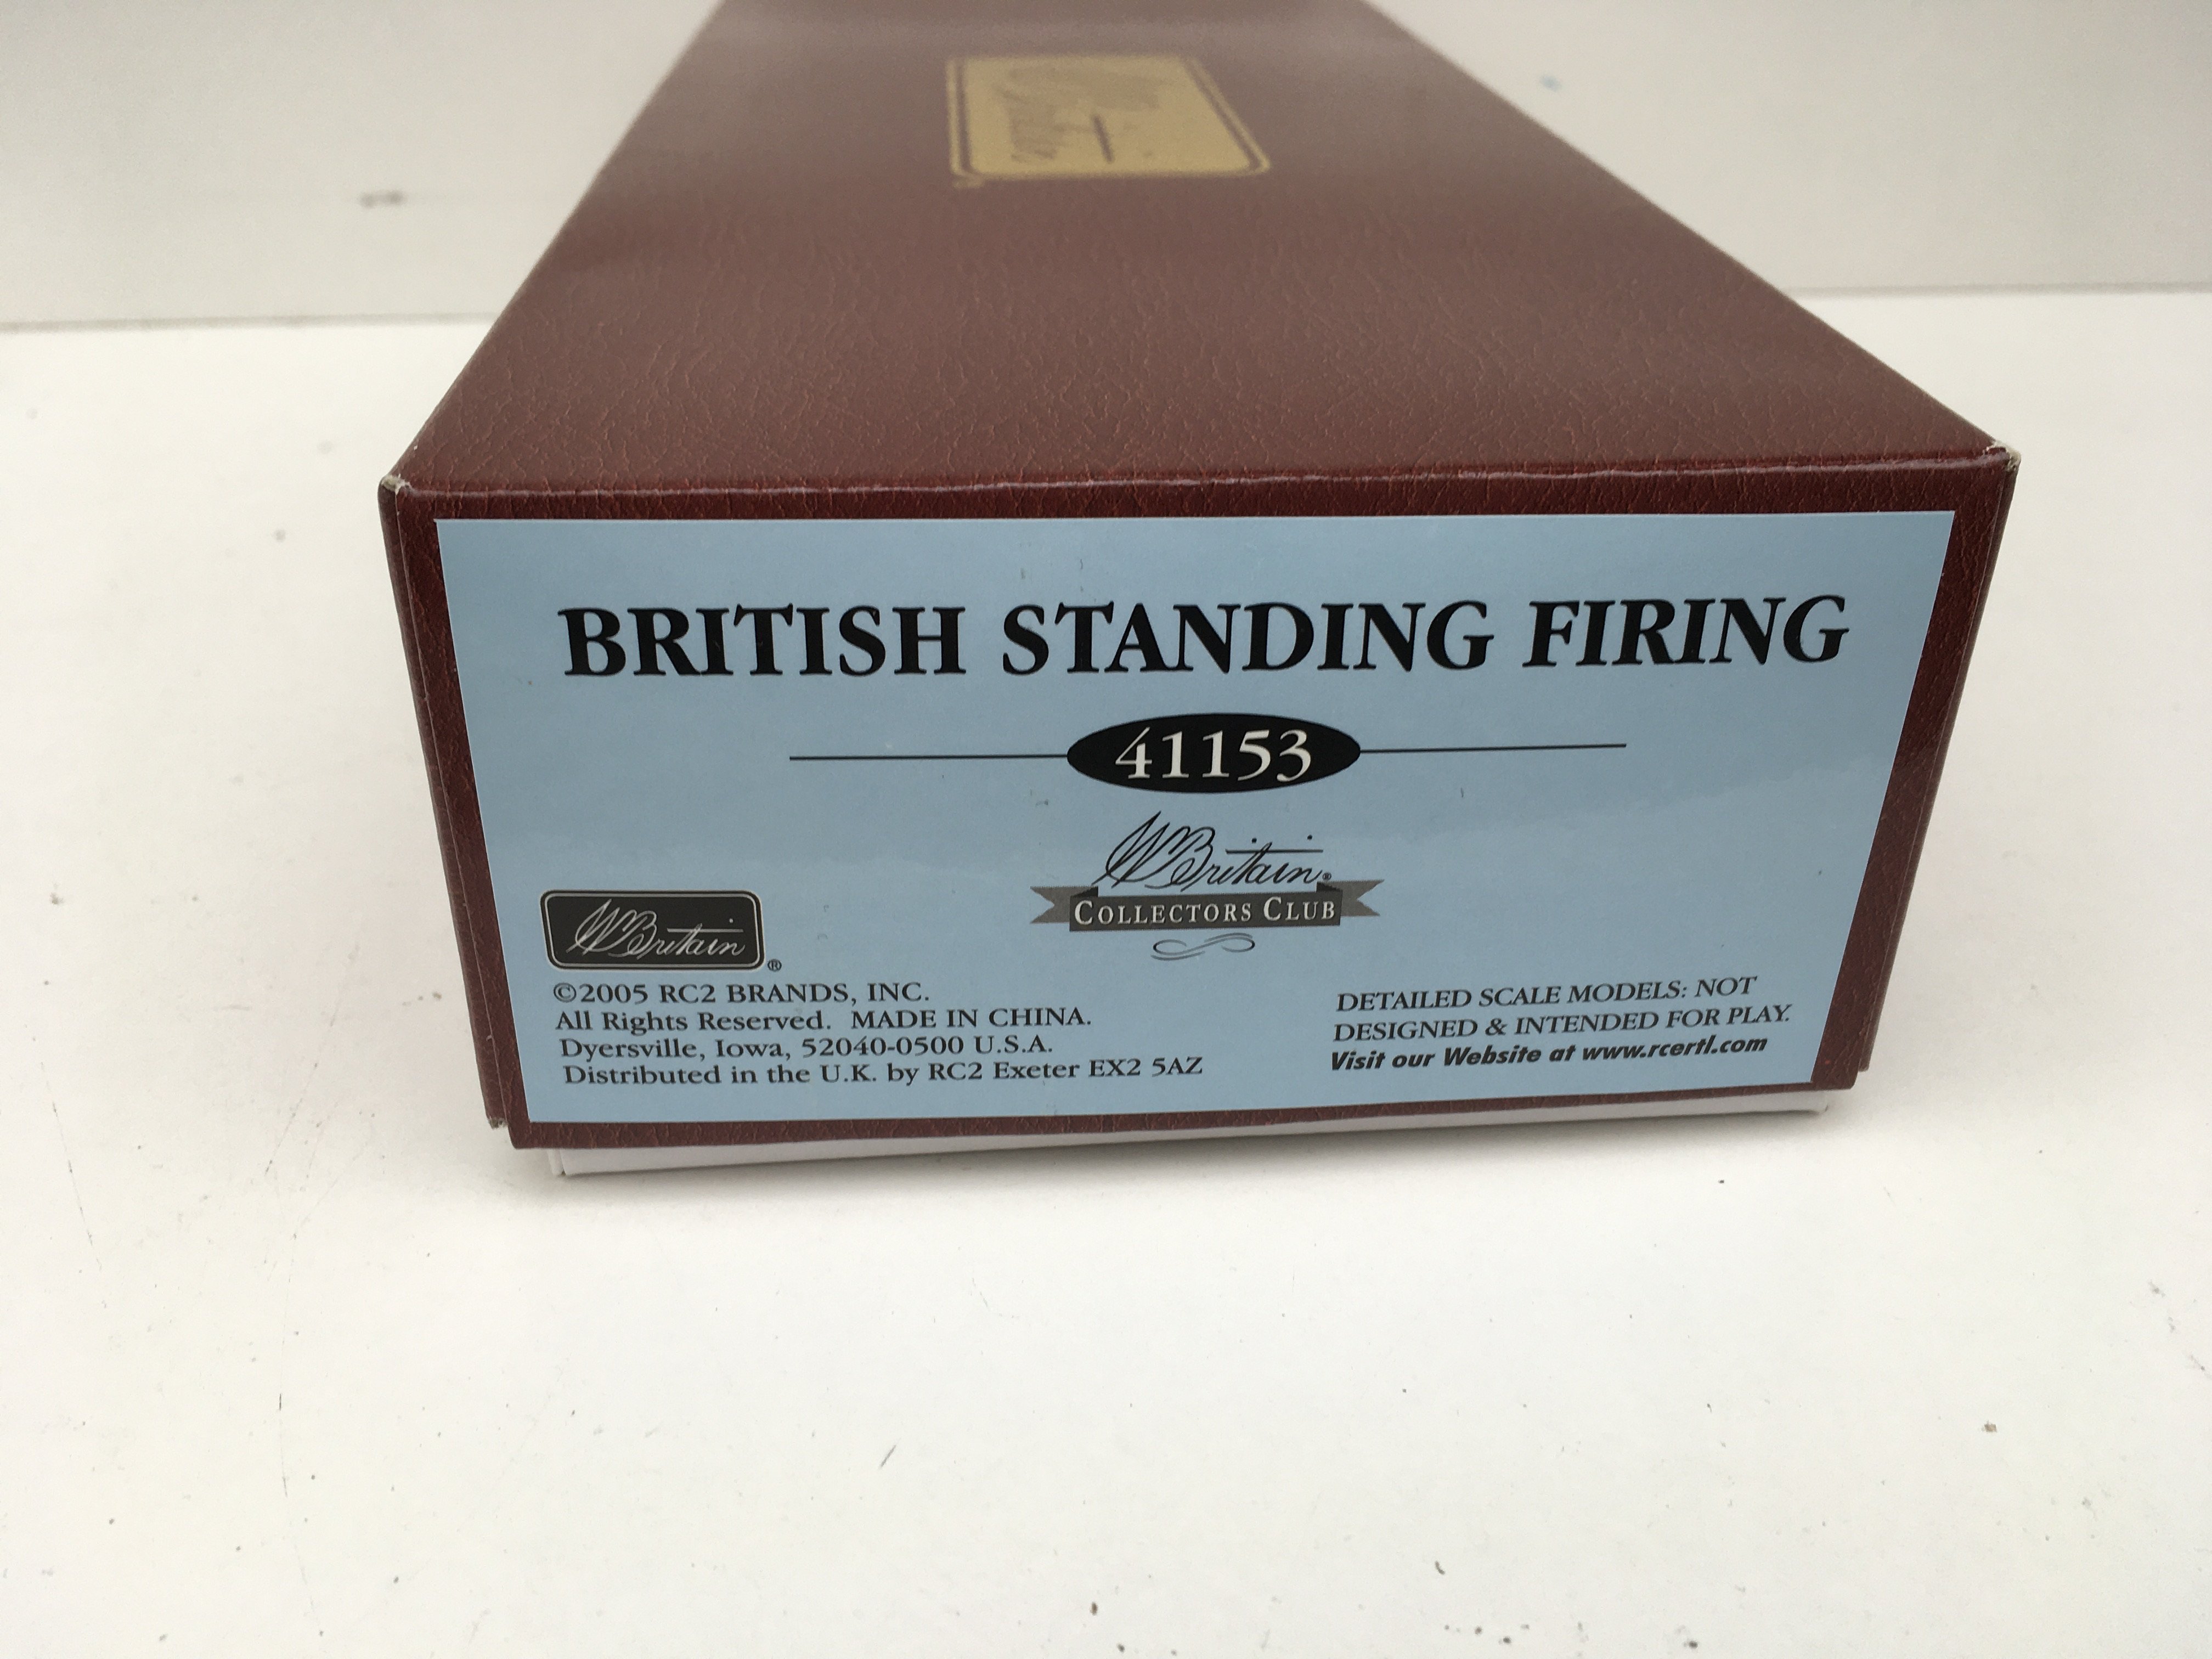 BRITISH STANDING FIRING
41153
WBritain®
COLLECTORS CLUB
WBritain®
©2005 RC2 BRANDS, INC.
All Rights Reserved. MADE IN CHINA.
Dyersville, Iowa, 52040-0500 U.S.A.
Distributed in the U.K. by RC2 Exeter EX2 5AZ
DETAILED SCALE MODELS: NOT
DESIGNED & INTENDED FOR PLAY.
Visit our Website at www.rcertl.com